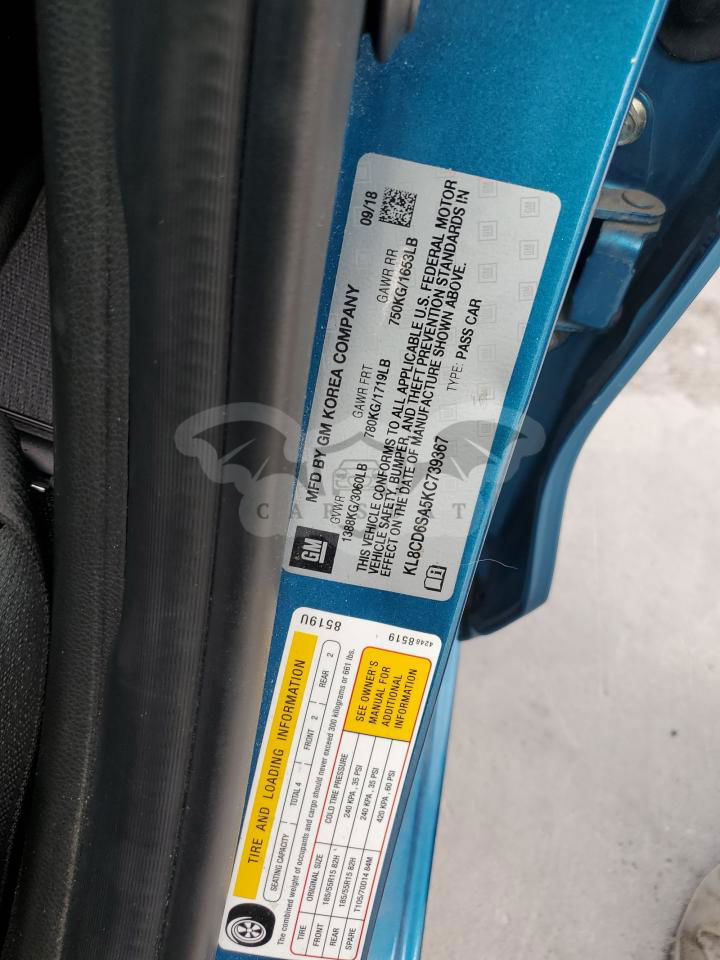 MFD BY GM KOREA COMPANY
09/18
GVWR
GAWR FRT
GAWR RR
1388KG/3060LB
780KG/1719LB
750KG/1653LB
THIS VEHICLE CONFORMS TO ALL APPLICABLE U.S. FEDERAL MOTOR
VEHICLE SAFETY, BUMPER, AND THEFT PREVENTION STANDARDS IN
EFFECT ON THE DATE OF MANUFACTURE SHOWN ABOVE.
KL8CD6SA5KC739367
TYPE: PASS CAR
GM
CARSBAT
TIRE AND LOADING INFORMATION
8519U
SEATING CAPACITY
TOTAL 4
FRONT 2
REAR 2
The combined weight of occupants and cargo should never exceed 300 kilograms or 661 lbs.
TIRE
ORIGINAL SIZE
COLD TIRE PRESSURE
FRONT
185/55R15 82H
240 KPA, 35 PSI
REAR
185/55R15 82H
240 KPA, 35 PSI
SPARE
T105/70D14 84M
420 KPA, 60 PSI
SEE OWNER'S
MANUAL FOR
ADDITIONAL
INFORMATION
4248 8519